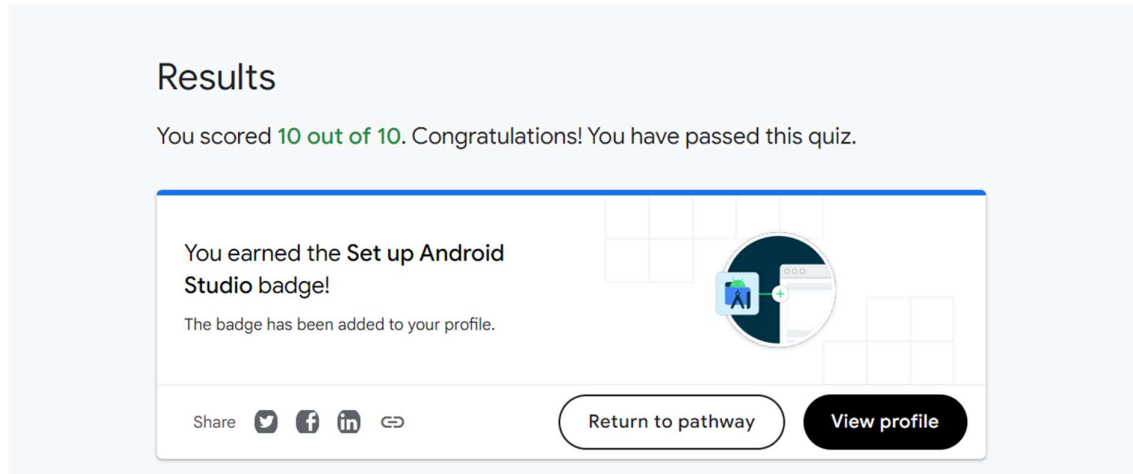 Results
You scored 10 out of 10. Congratulations! You have passed this quiz.
You earned the Set up Android
Studio badge!
The badge has been added to your profile.
Share
Return to pathway
View profile